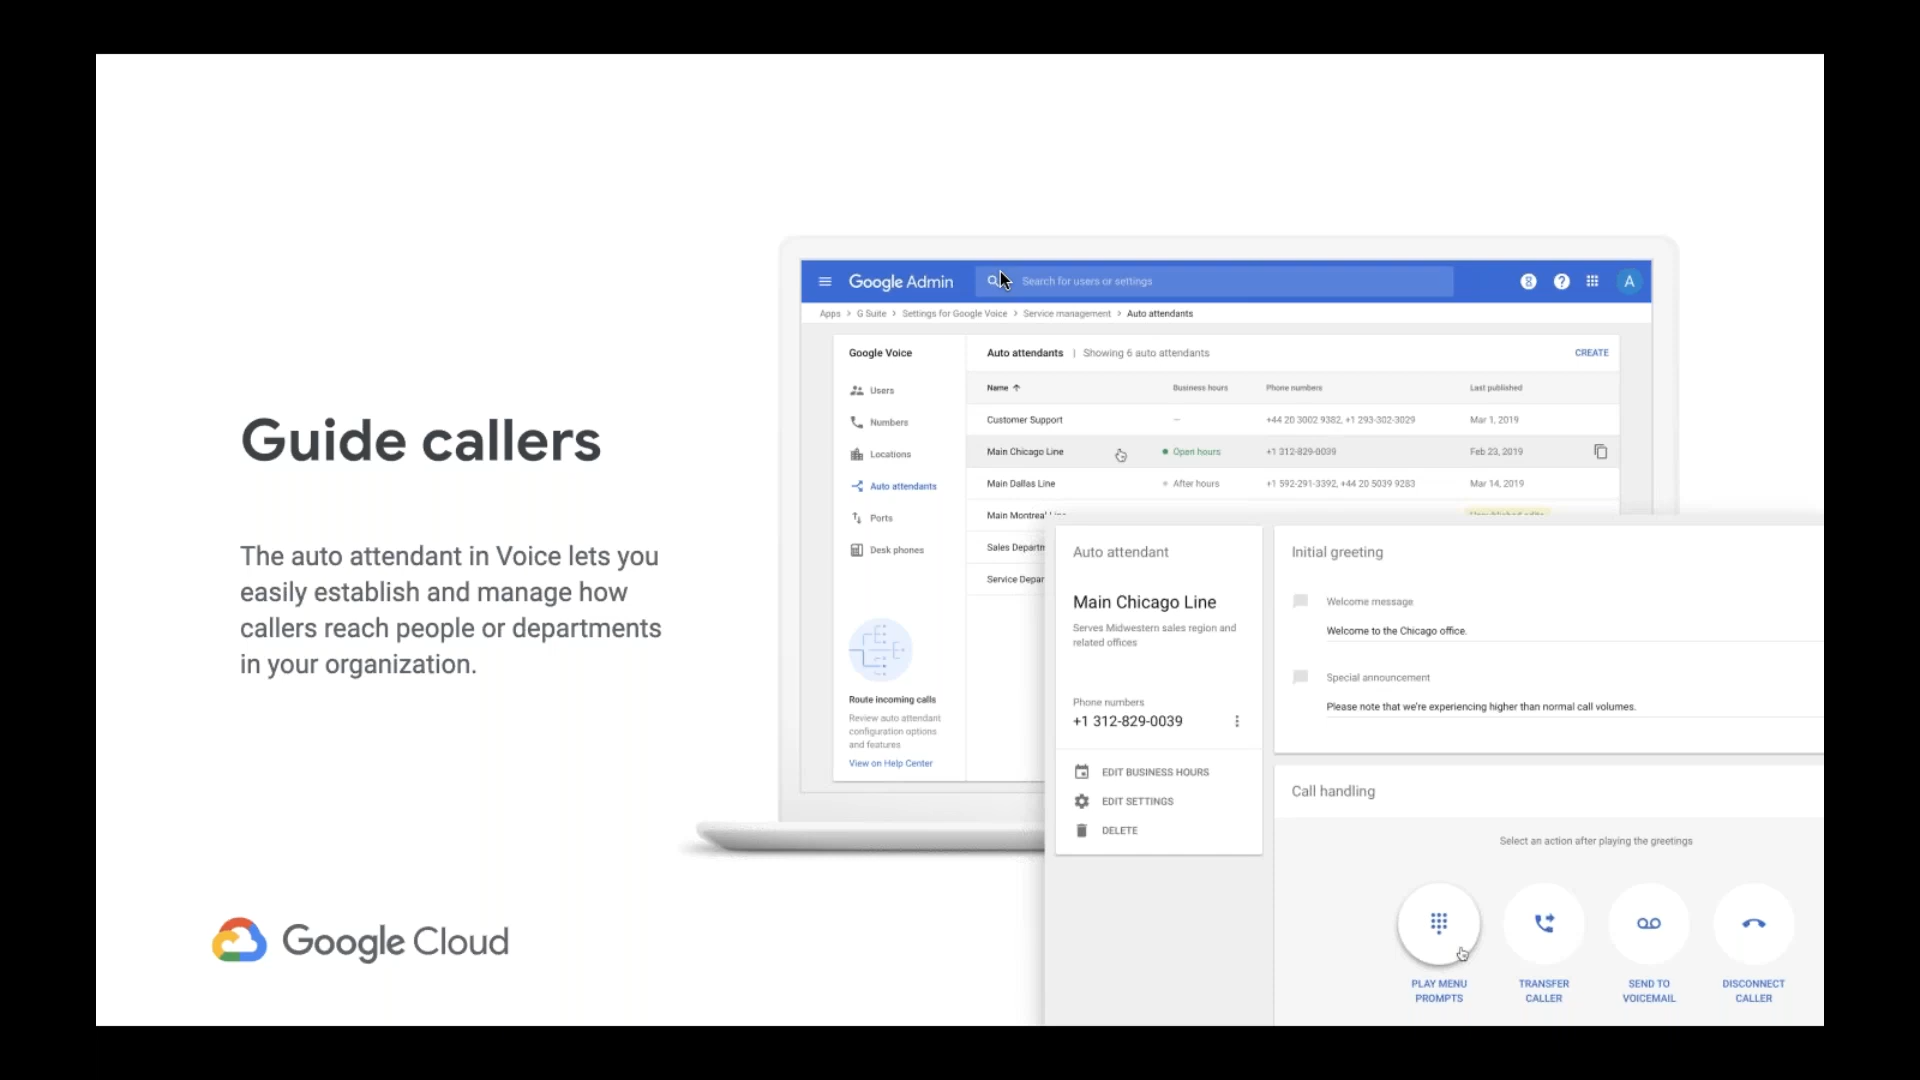 Guide callers
The auto attendant in Voice lets you
easily establish and manage how
callers reach people or departments
in your organization.
Google Cloud
Google Admin
Search for users or settings
8
?
A
Apps > G Suite > Settings for Google Voice > Service management > Auto attendants
Google Voice
Users
Numbers
Locations
Auto attendants
Ports
Desk phones
Route incoming calls
Review auto attendant
configuration options
and features
View on Help Center
Auto attendants | Showing 6 auto attendants
CREATE
Name Business hours Phone numbers Last published
Customer Support – +44 20 3002 9382, +1 293-302-3029 Mar 1, 2019
Main Chicago Line Open hours +1 312-829-0039 Feb 23, 2019
Main Dallas Line After hours +1 592-291-3392, +44 20 5039 9283 Mar 14, 2019
Main Montreal
Sales Departm
Service Depar
Auto attendant
Main Chicago Line
Serves Midwestern sales region and
related offices
Phone numbers
+1 312-829-0039
EDIT BUSINESS HOURS
EDIT SETTINGS
DELETE
Initial greeting
Welcome message
Welcome to the Chicago office.
Special announcement
Please note that we're experiencing higher than normal call volumes.
Call handling
Select an action after playing the greetings
PLAY MENU
PROMPTS
TRANSFER
CALLER
SEND TO
VOICEMAIL
DISCONNECT
CALLER